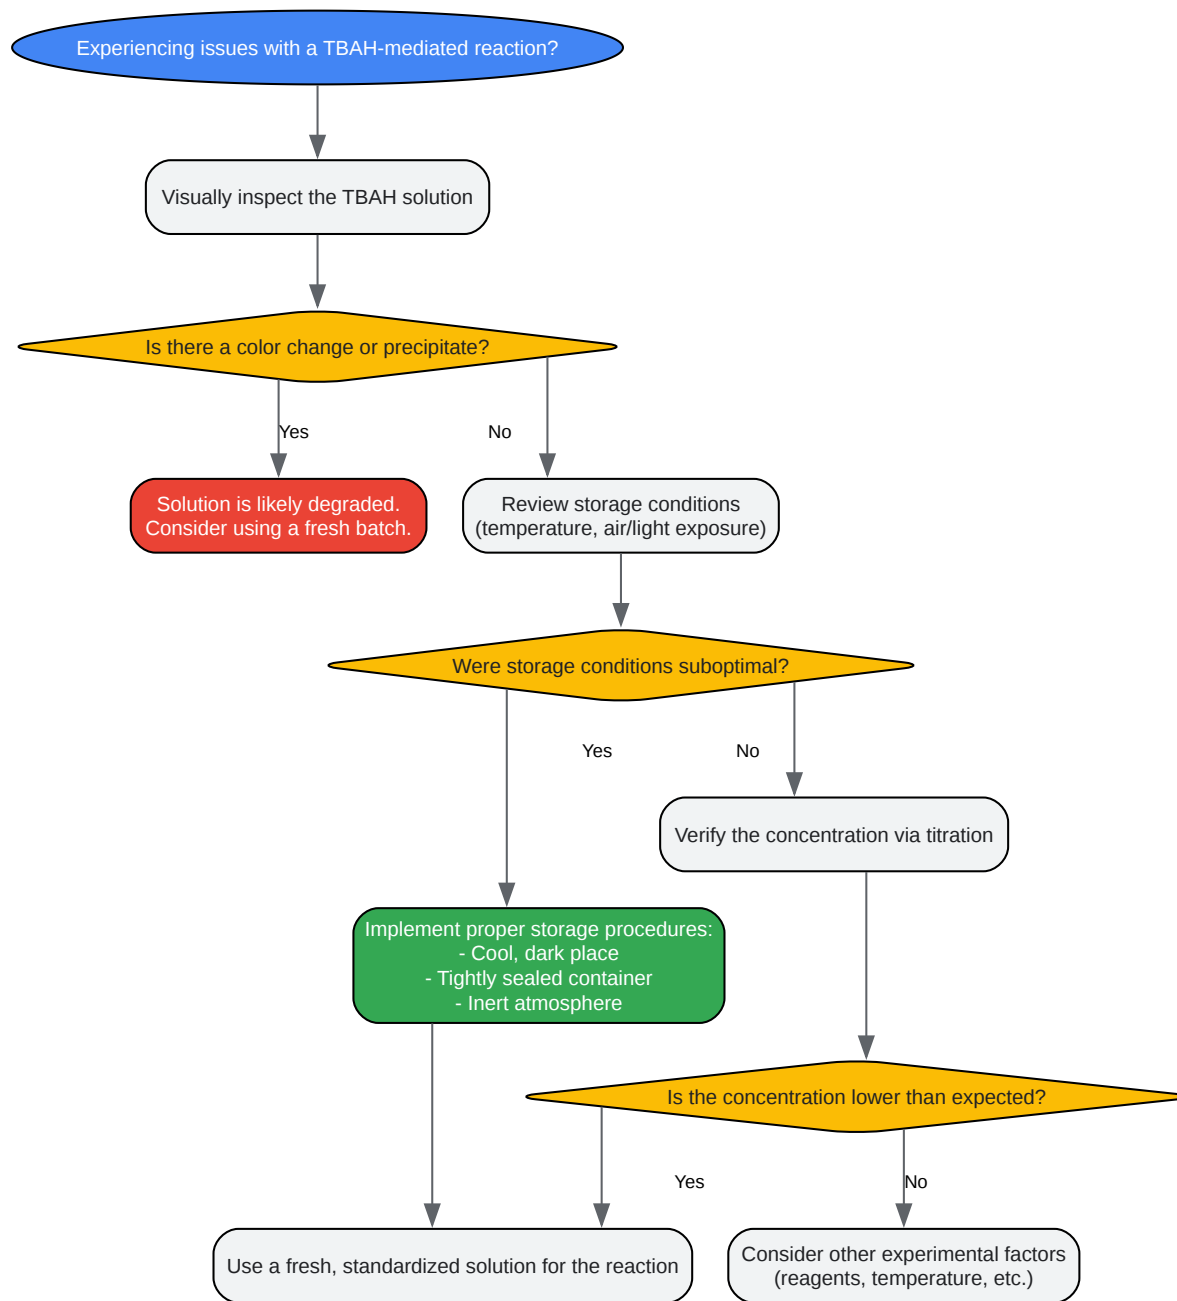 Experiencing issues with a TBAH-mediated reaction?
Visually inspect the TBAH solution
Is there a color change or precipitate?
Yes
No
Solution is likely degraded.
Consider using a fresh batch.
Review storage conditions
(temperature, air/light exposure)
Were storage conditions suboptimal?
Yes
No
Verify the concentration via titration
Implement proper storage procedures:
- Cool, dark place
- Tightly sealed container
- Inert atmosphere
Is the concentration lower than expected?
Yes
No
Use a fresh, standardized solution for the reaction
Consider other experimental factors
(reagents, temperature, etc.)